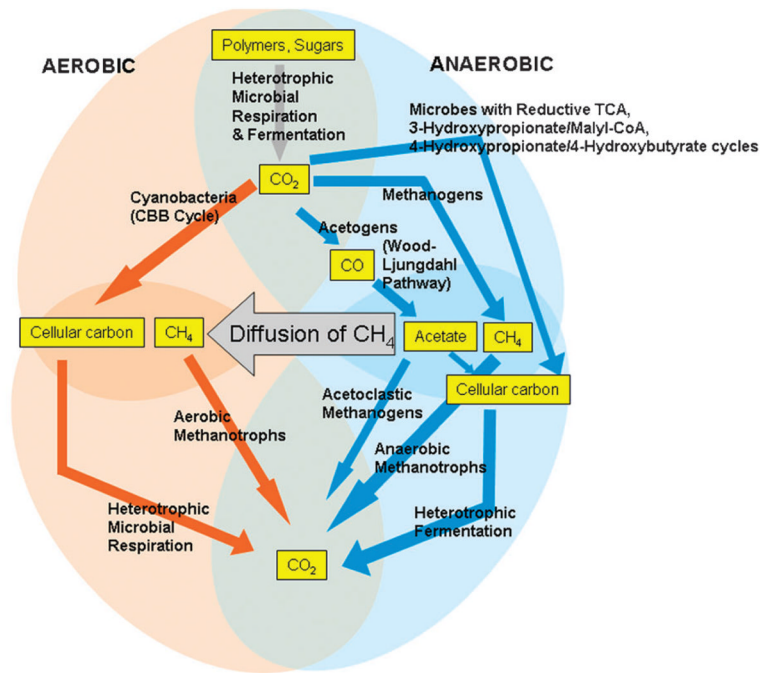 Polymers, Sugars
AEROBIC
ANAEROBIC
Heterotrophic
Microbial
Respiration
& Fermentation
Microbes with Reductive TCA,
3-Hydroxypropionate/Malyl-CoA,
4-Hydroxypropionate/4-Hydroxybutyrate cycles
CO₂
Cyanobacteria
(CBB Cycle)
Methanogens
Acetogens
(Wood-
Ljungdahl
Pathway)
CO
Cellular carbon
CH₄
Diffusion of CH₄
Acetate
CH₄
Cellular carbon
Aerobic
Methanotrophs
Acetoclastic
Methanogens
Anaerobic
Methanotrophs
Heterotrophic
Microbial
Respiration
Heterotrophic
Fermentation
CO₂